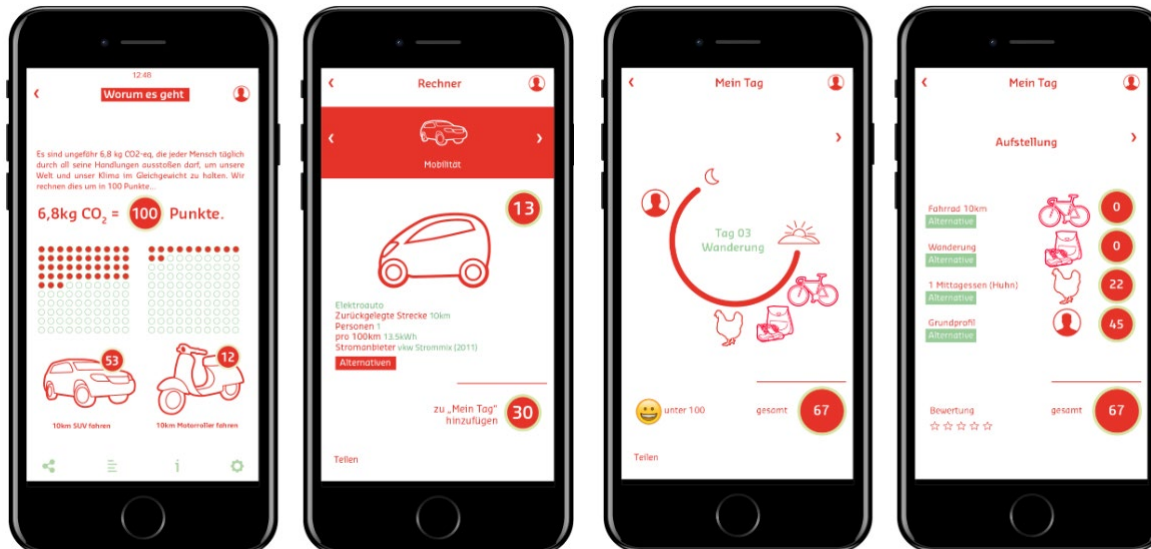 12.48
Worum es geht
Es sind ungefähr 6,8 kg CO2-eq, die jeder Mensch täglich
durch all seine Handlungen ausstoßen darf, um unsere
Welt und unser Klima im Gleichgewicht zu halten. Wir
rechnen dies um in 100 Punkte...
6,8kg CO2 = 100 Punkte.
53
12
10km SUV fahren
10km Motorroller fahren
Rechner
Mobilität
13
Elektroauto
Zurückgelegte Strecke 10km
Personen 1
pro 100km 13.5kWh
Stromanbieter vkw Strommix (2011)
Alternativen
zu „Mein Tag"
hinzufügen
30
Teilen
Mein Tag
Tag 03
Wanderung
unter 100
gesamt 67
Teilen
Mein Tag
Aufstellung
Fahrrad 10km
Alternative
0
Wanderung
Alternative
0
1 Mittagessen (Huhn)
Alternative
22
Grundprofil
Alternative
45
Bewertung
gesamt 67